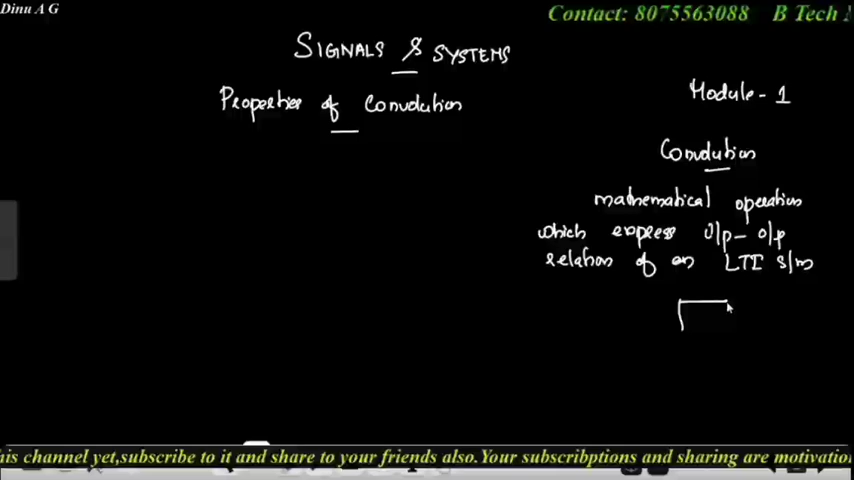 Dinu A G
Contact: 8075563088 B Tech
SIGNALS & SYSTEMS
Properties of Convolution
Module - 1
Convolution
mathematical operation
which express i/p - o/p
relation of an LTI s/m
his channel yet,subscribe to it and share to your friends also.Your subscribptions and sharing are motivatio